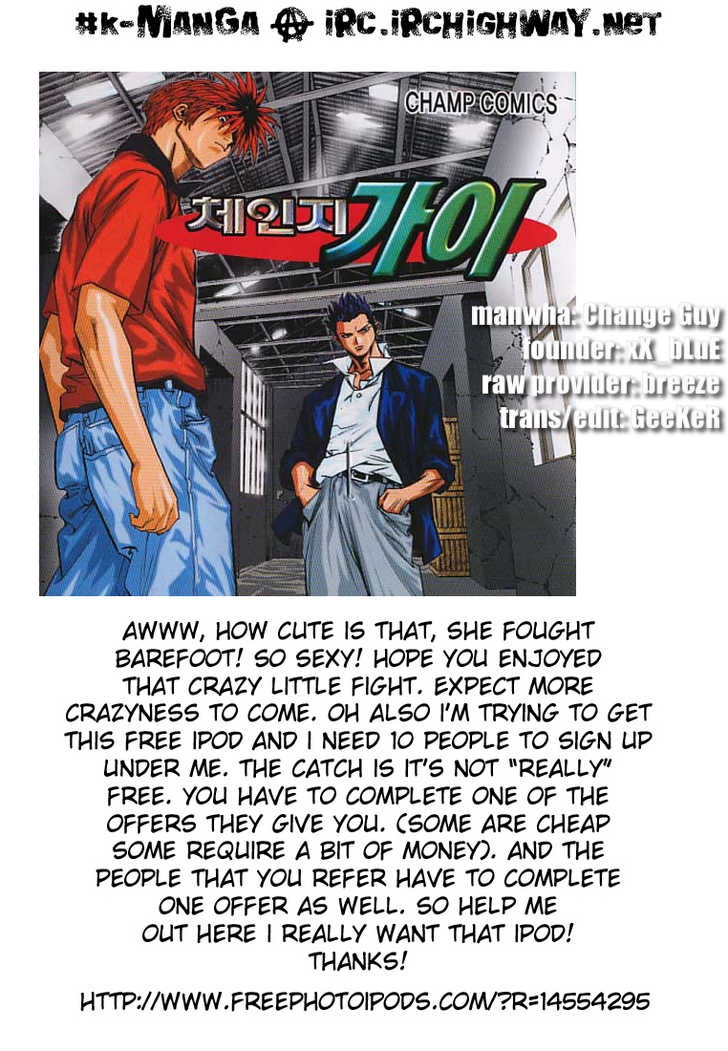 #k-MANGA Ⓐ iRC.iRCHiGHWAY.NeT
CHAMP COMICS
체인지 가이
manwha: Change Guy
founder: xX_bLuE
raw provider: breeze
trans/edit: GeeKeR
AWWW, HOW CUTE IS THAT, SHE FOUGHT
BAREFOOT! SO SEXY! HOPE YOU ENJOYED
THAT CRAZY LITTLE FIGHT. EXPECT MORE
CRAZYNESS TO COME. OH ALSO I'M TRYING TO GET
THIS FREE IPOD AND I NEED 10 PEOPLE TO SIGN UP
UNDER ME. THE CATCH IS IT'S NOT "REALLY"
FREE. YOU HAVE TO COMPLETE ONE OF THE
OFFERS THEY GIVE YOU. (SOME ARE CHEAP
SOME REQUIRE A BIT OF MONEY). AND THE
PEOPLE THAT YOU REFER HAVE TO COMPLETE
ONE OFFER AS WELL. SO HELP ME
OUT HERE I REALLY WANT THAT IPOD!
THANKS!
HTTP://WWW.FREEPHOTOIPODS.COM/?R=14554295